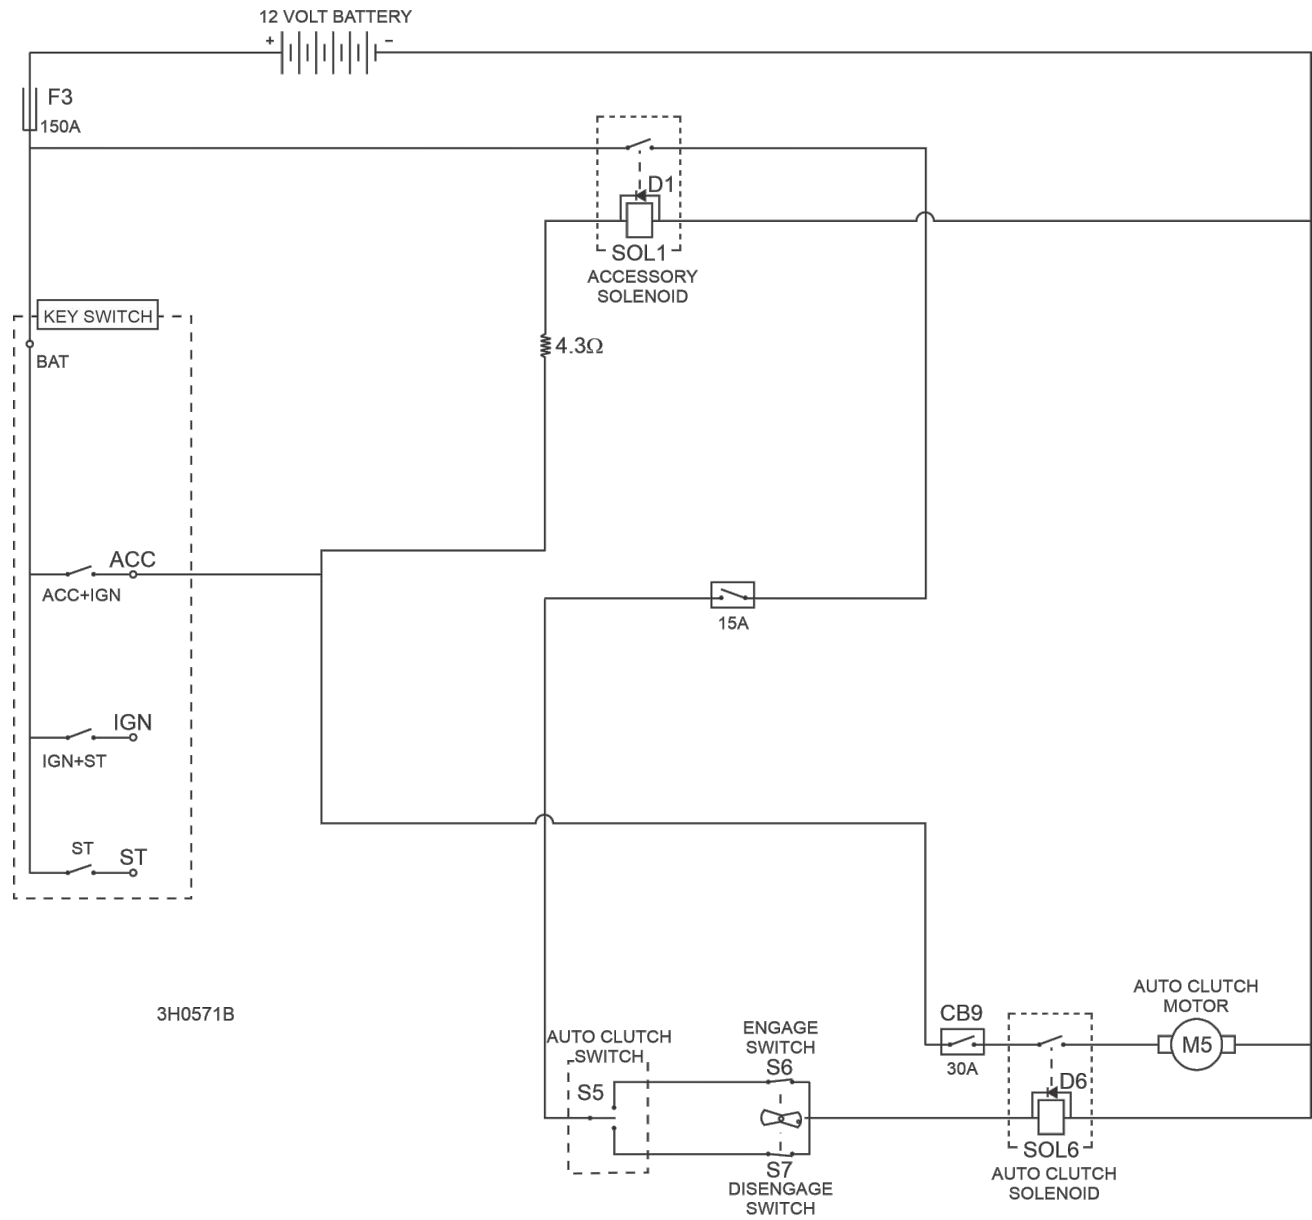 12 VOLT BATTERY
+ −
F3
150A
D1
SOL1
ACCESSORY
SOLENOID
KEY SWITCH
BAT
4.3Ω
ACC
ACC+IGN
15A
IGN
IGN+ST
ST
ST
3H0571B
AUTO CLUTCH
SWITCH
S5
ENGAGE
SWITCH
S6
S7
DISENGAGE
SWITCH
CB9
30A
AUTO CLUTCH
MOTOR
M5
D6
SOL6
AUTO CLUTCH
SOLENOID